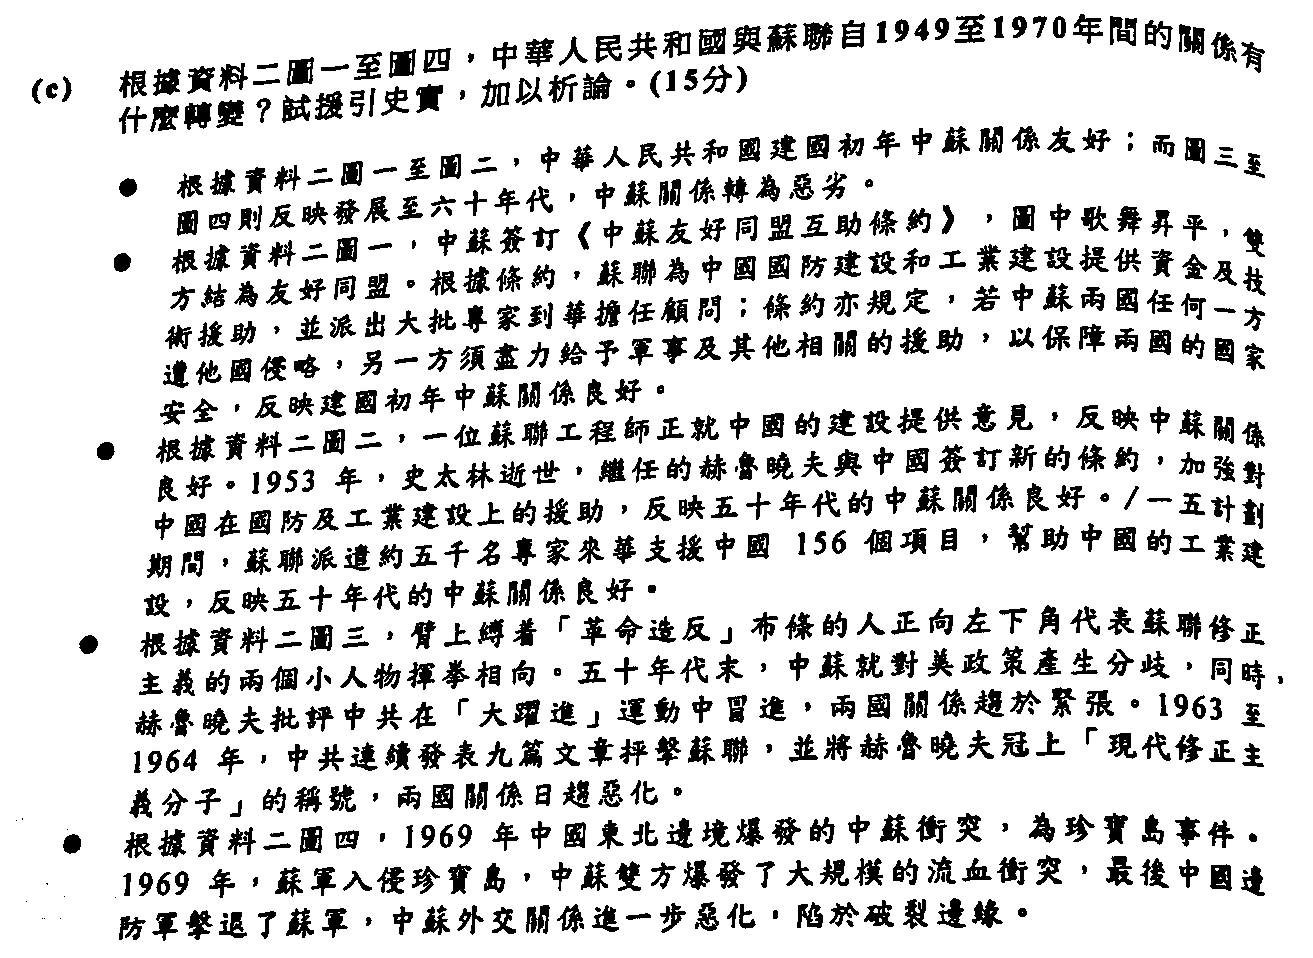 (c) 根據資料二圖一至圖四，中華人民共和國與蘇聯自1949至1970年間的關係有
什麼轉變？試援引史實，加以析論。(15分)
● 根據資料二圖一至圖二，中華人民共和國建國初年中蘇關係友好；而圖三至
圖四則反映發展至六十年代，中蘇關係轉為惡劣。
● 根據資料二圖一，中蘇簽訂《中蘇友好同盟互助條約》，圖中歌舞昇平，雙
方結為友好同盟。根據條約，蘇聯為中國國防建設和工業建設提供資金及技
術援助，並派出大批專家到華擔任顧問；條約亦規定，若中蘇兩國任何一方
遭他國侵略，另一方須盡力給予軍事及其他相關的援助，以保障兩國的國家
安全，反映建國初年中蘇關係良好。
● 根據資料二圖二，一位蘇聯工程師正就中國的建設提供意見，反映中蘇關係
良好。1953 年，史太林逝世，繼任的赫魯曉夫與中國簽訂新的條約，加強對
中國在國防及工業建設上的援助，反映五十年代的中蘇關係良好。/一五計劃
期間，蘇聯派遣約五千名專家來華支援中國 156 個項目，幫助中國的工業建
設，反映五十年代的中蘇關係良好。
● 根據資料二圖三，臂上縛着「革命造反」布條的人正向左下角代表蘇聯修正
主義的兩個小人物揮拳相向。五十年代末，中蘇就對美政策產生分歧，同時，
赫魯曉夫批評中共在「大躍進」運動中冒進，兩國關係趨於緊張。1963 至
1964 年，中共連續發表九篇文章抨擊蘇聯，並將赫魯曉夫冠上「現代修正主
義分子」的稱號，兩國關係日趨惡化。
● 根據資料二圖四，1969 年中國東北邊境爆發的中蘇衝突，為珍寶島事件。
1969 年，蘇軍入侵珍寶島，中蘇雙方爆發了大規模的流血衝突，最後中國邊
防軍擊退了蘇軍，中蘇外交關係進一步惡化，陷於破裂邊緣。